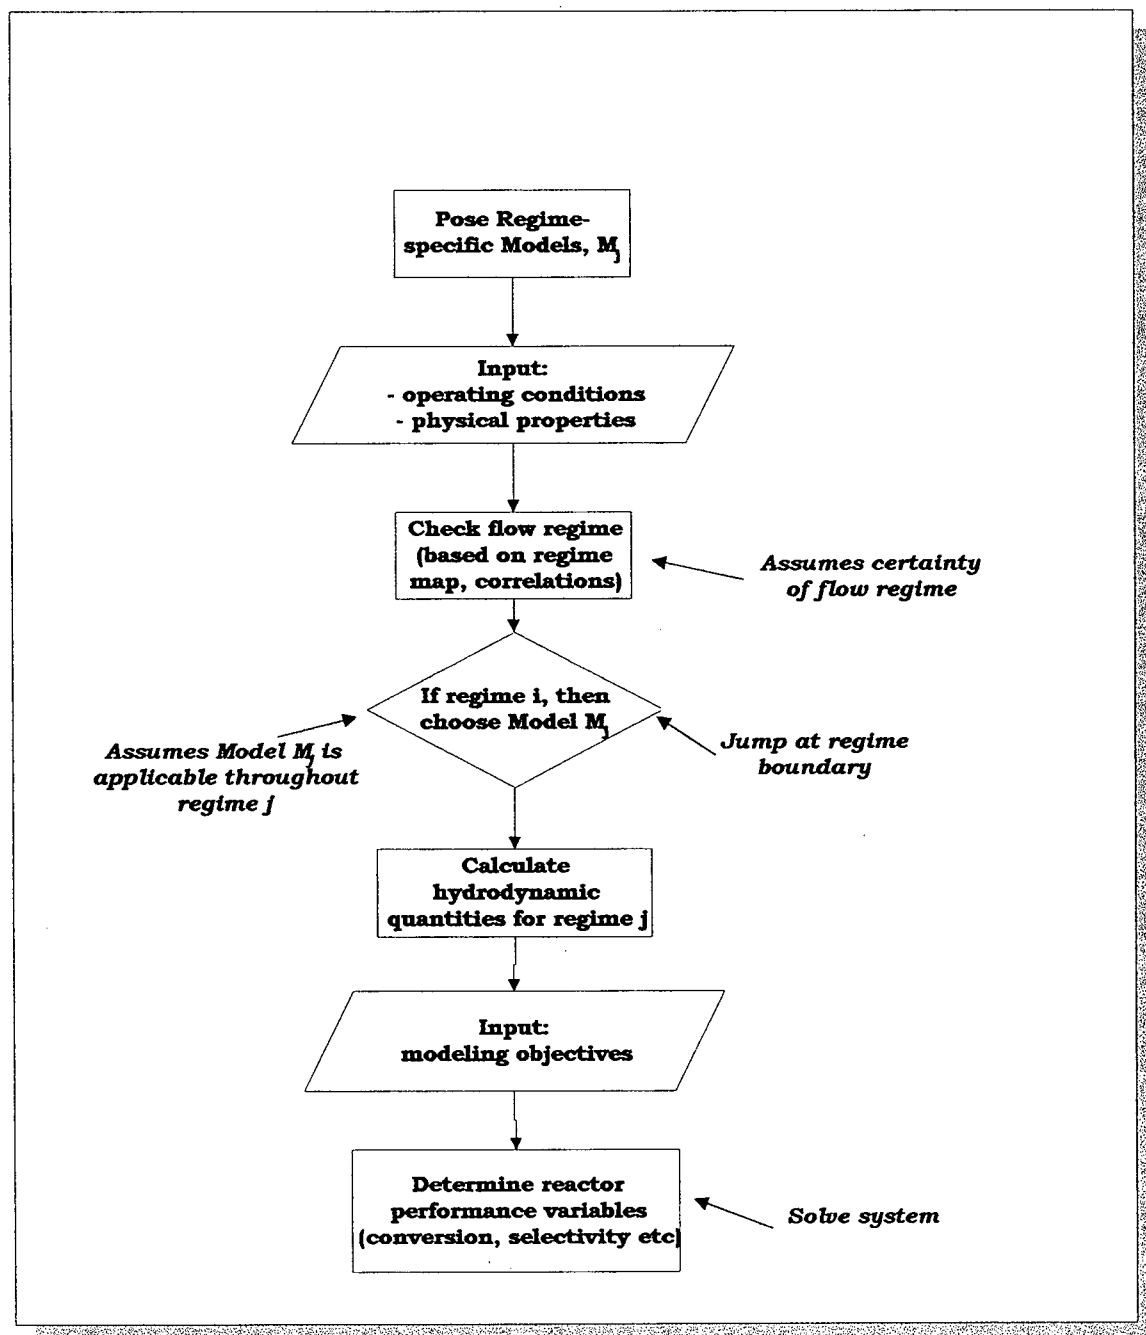 Pose Regime-
specific Models, Mj
Input:
- operating conditions
- physical properties
Check flow regime
(based on regime
map, correlations)
Assumes certainty
of flow regime
If regime i, then
choose Model Mj
Assumes Model Mj is
applicable throughout
regime j
Jump at regime
boundary
Calculate
hydrodynamic
quantities for regime j
Input:
modeling objectives
Determine reactor
performance variables
(conversion, selectivity etc)
Solve system